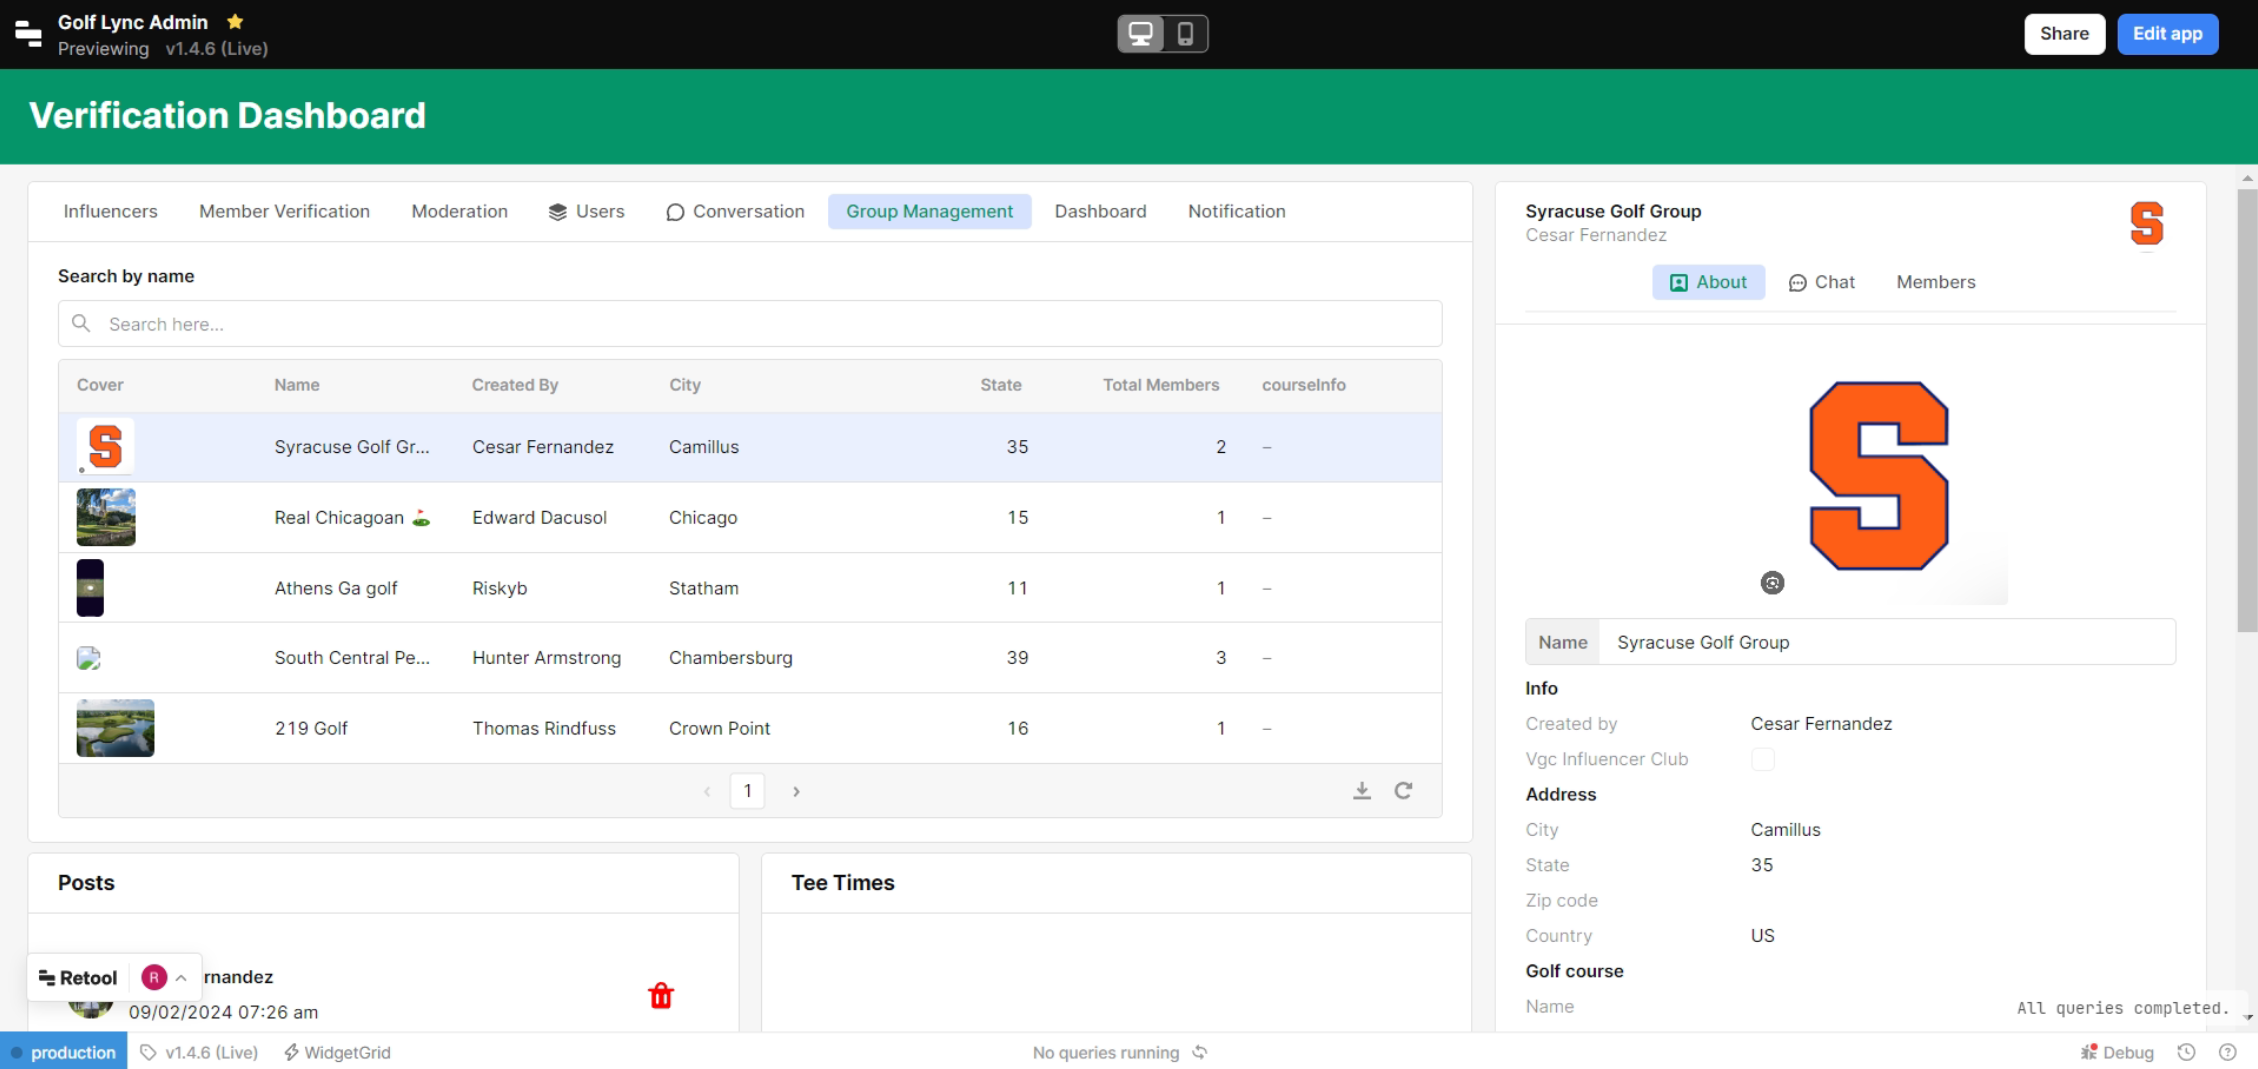 Golf Lync Admin
Previewing v1.4.6 (Live)
Share
Edit app
Verification Dashboard
Influencers
Member Verification
Moderation
Users
Conversation
Group Management
Dashboard
Notification
Search by name
Search here...
Cover Name Created By City State Total Members courseInfo
S Syracuse Golf Gr... Cesar Fernandez Camillus 35 2 –
Real Chicagoan ⛳ Edward Dacusol Chicago 15 1 –
Athens Ga golf Riskyb Statham 11 1 –
South Central Pe... Hunter Armstrong Chambersburg 39 3 –
219 Golf Thomas Rindfuss Crown Point 16 1 –
1
Posts
rnandez
09/02/2024 07:26 am
Tee Times
Retool R
Syracuse Golf Group
Cesar Fernandez
S
About
Chat
Members
S
Name Syracuse Golf Group
Info
Created by Cesar Fernandez
Vgc Influencer Club
Address
City Camillus
State 35
Zip code
Country US
Golf course
Name
All queries completed.
production
v1.4.6 (Live)
WidgetGrid
No queries running
Debug